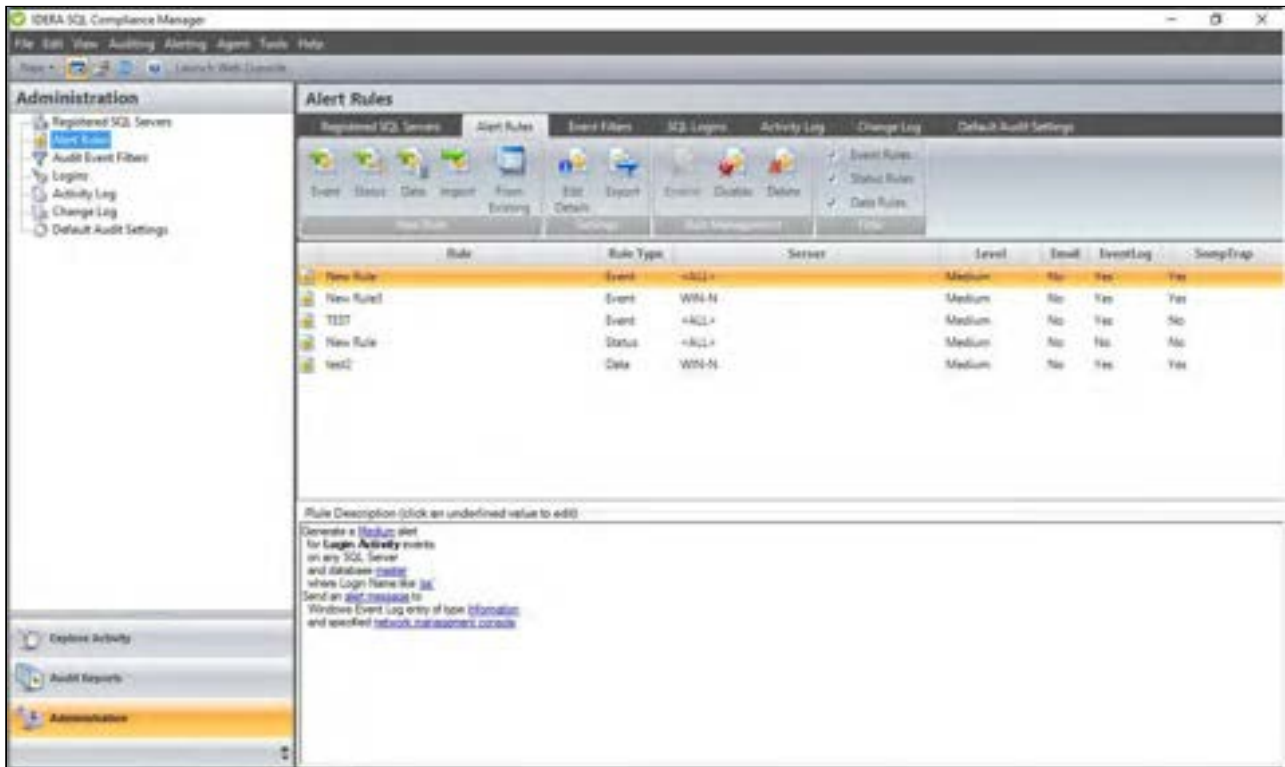 IDERA SQL Compliance Manager
File Edit View Auditing Alerting Agent Tools Help
New Launch Web Console
Administration
Registered SQL Servers
Alert Rules
Audit Event Filters
Logins
Activity Log
Change Log
Default Audit Settings
Explore Activity
Audit Reports
Administration
Alert Rules
Registered SQL Servers Alert Rules Event Filters SQL Logins Activity Log Change Log Default Audit Settings
Event Status Data Import From Existing Edit Details Export Enable Disable Delete
Event Rules
Status Rules
Data Rules
New Rule Settings Rule Management Filter
Rule Rule Type Server Level Email EventLog SnmpTrap
New Rule Event <ALL> Medium No Yes Yes
New Rule3 Event WIN-N Medium No Yes Yes
TEST Event <ALL> Medium No Yes No
New Rule Status <ALL> Medium No No No
test2 Data WIN-N Medium No Yes Yes
Rule Description (click an underlined value to edit)
Generate a Medium alert
for Login Activity events
on any SQL Server
and database master
where Login Name like
Send an alert message to
Windows Event Log entry of type Information
and specified network management console